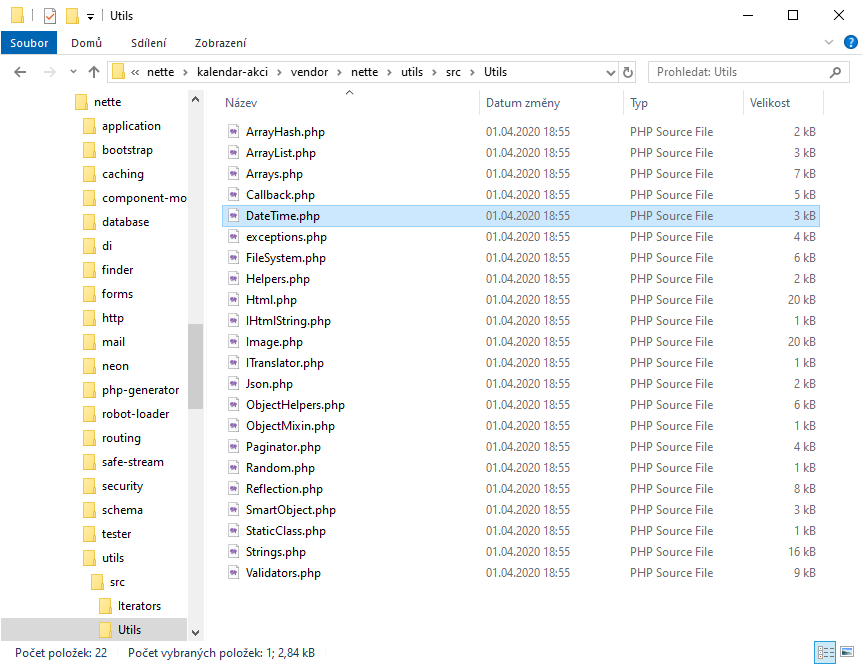 Utils
Soubor Domů Sdílení Zobrazení
« nette > kalendar-akci > vendor > nette > utils > src > Utils Prohledat: Utils
nette
application
bootstrap
caching
component-mo
database
di
finder
forms
http
mail
neon
php-generator
robot-loader
routing
safe-stream
security
schema
tester
utils
src
Iterators
Utils
Název Datum změny Typ Velikost
ArrayHash.php 01.04.2020 18:55 PHP Source File 2 kB
ArrayList.php 01.04.2020 18:55 PHP Source File 3 kB
Arrays.php 01.04.2020 18:55 PHP Source File 7 kB
Callback.php 01.04.2020 18:55 PHP Source File 5 kB
DateTime.php 01.04.2020 18:55 PHP Source File 3 kB
exceptions.php 01.04.2020 18:55 PHP Source File 4 kB
FileSystem.php 01.04.2020 18:55 PHP Source File 6 kB
Helpers.php 01.04.2020 18:55 PHP Source File 2 kB
Html.php 01.04.2020 18:55 PHP Source File 20 kB
IHtmlString.php 01.04.2020 18:55 PHP Source File 1 kB
Image.php 01.04.2020 18:55 PHP Source File 20 kB
ITranslator.php 01.04.2020 18:55 PHP Source File 1 kB
Json.php 01.04.2020 18:55 PHP Source File 2 kB
ObjectHelpers.php 01.04.2020 18:55 PHP Source File 6 kB
ObjectMixin.php 01.04.2020 18:55 PHP Source File 1 kB
Paginator.php 01.04.2020 18:55 PHP Source File 4 kB
Random.php 01.04.2020 18:55 PHP Source File 1 kB
Reflection.php 01.04.2020 18:55 PHP Source File 8 kB
SmartObject.php 01.04.2020 18:55 PHP Source File 3 kB
StaticClass.php 01.04.2020 18:55 PHP Source File 1 kB
Strings.php 01.04.2020 18:55 PHP Source File 16 kB
Validators.php 01.04.2020 18:55 PHP Source File 9 kB
Počet položek: 22 Počet vybraných položek: 1; 2,84 kB